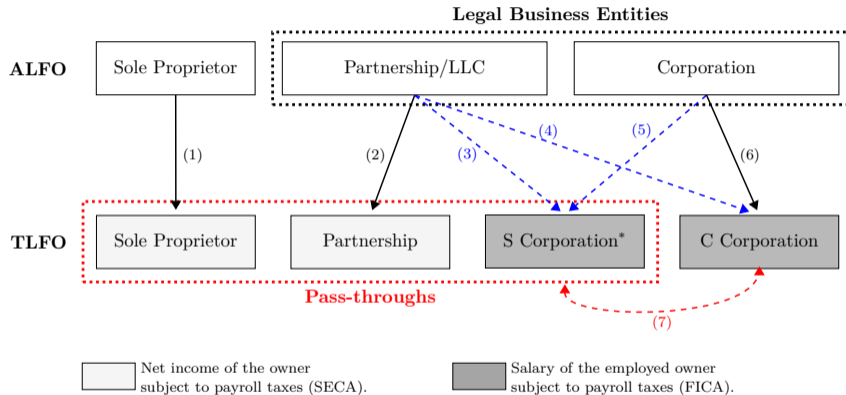 Legal Business Entities
ALFO
Sole Proprietor
Partnership/LLC
Corporation
(1)
(2)
(3)
(4)
(5)
(6)
TLFO
Sole Proprietor
Partnership
S Corporation*
C Corporation
Pass-throughs
(7)
Net income of the owner
subject to payroll taxes (SECA).
Salary of the employed owner
subject to payroll taxes (FICA).